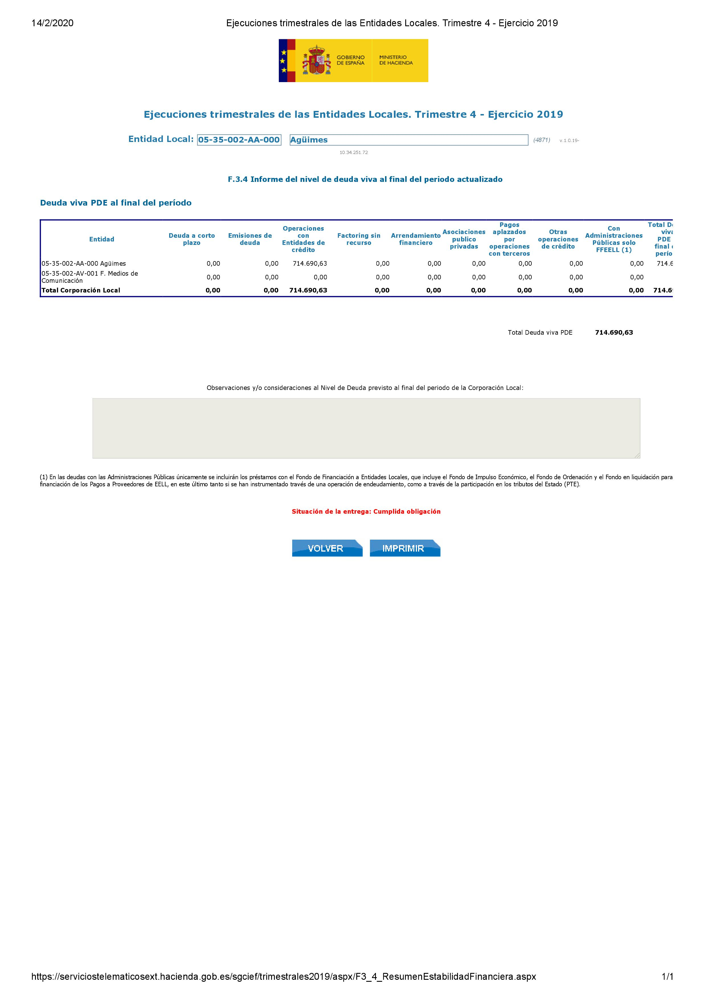 14/2/2020 Ejecuciones trimestrales de las Entidades Locales. Trimestre 4 - Ejercicio 2019
GOBIERNO MINISTERIO
DE ESPAÑA DE HACIENDA
Ejecuciones trimestrales de las Entidades Locales. Trimestre 4 - Ejercicio 2019
Entidad Local: 05-35-002-AA-000 Agüimes (4871) v.1.0.19-
10.34.251.72
F.3.4 Informe del nivel de deuda viva al final del periodo actualizado
Deuda viva PDE al final del período
Entidad
Deuda a corto
plazo
Emisiones de
deuda
Operaciones
con
Entidades de
crédito
Factoring sin
recurso
Arrendamiento
financiero
Asociaciones
publico
privadas
Pagos
aplazados
por
operaciones
con terceros
Otras
operaciones
de crédito
Con
Administraciones
Públicas solo
FFEELL (1)
Total
PDE
final
05-35-002-AA-000 Agüimes 0,00 0,00 714.690,63 0,00 0,00 0,00 0,00 0,00 0,00 714.6
05-35-002-AV-001 F. Medios de
Comunicación 0,00 0,00 0,00 0,00 0,00 0,00 0,00 0,00 0,00
Total Corporación Local 0,00 0,00 714.690,63 0,00 0,00 0,00 0,00 0,00 0,00 714.69
Total Deuda viva PDE 714.690,63
Observaciones y/o consideraciones al Nivel de Deuda previsto al final del periodo de la Corporación Local:
(1) En las deudas con las Administraciones Públicas únicamente se incluirán los préstamos con el Fondo de Financiación a Entidades Locales, que incluye el Fondo de Impulso Económico, el Fondo de Ordenación y el Fondo en liquidación para
financiación de los Pagos a Proveedores de EELL, en este último tanto si se han instrumentado través de una operación de endeudamiento, como a través de la participación en los tributos del Estado (PTE).
Situación de la entrega: Cumplida obligación
VOLVER IMPRIMIR
https://serviciostelematicosext.hacienda.gob.es/sgcief/trimestrales2019/aspx/F3_4_ResumenEstabilidadFinanciera.aspx 1/1